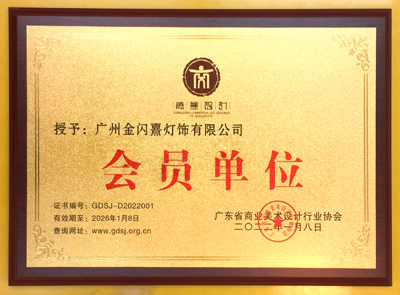 商美设计
授予：广州金闪熹灯饰有限公司
会员单位
证书编号：GDSJ-D2022001
有效期至：2026年1月8日
查询网址：www.gdsj.org.cn
广东省商业美术设计行业协会